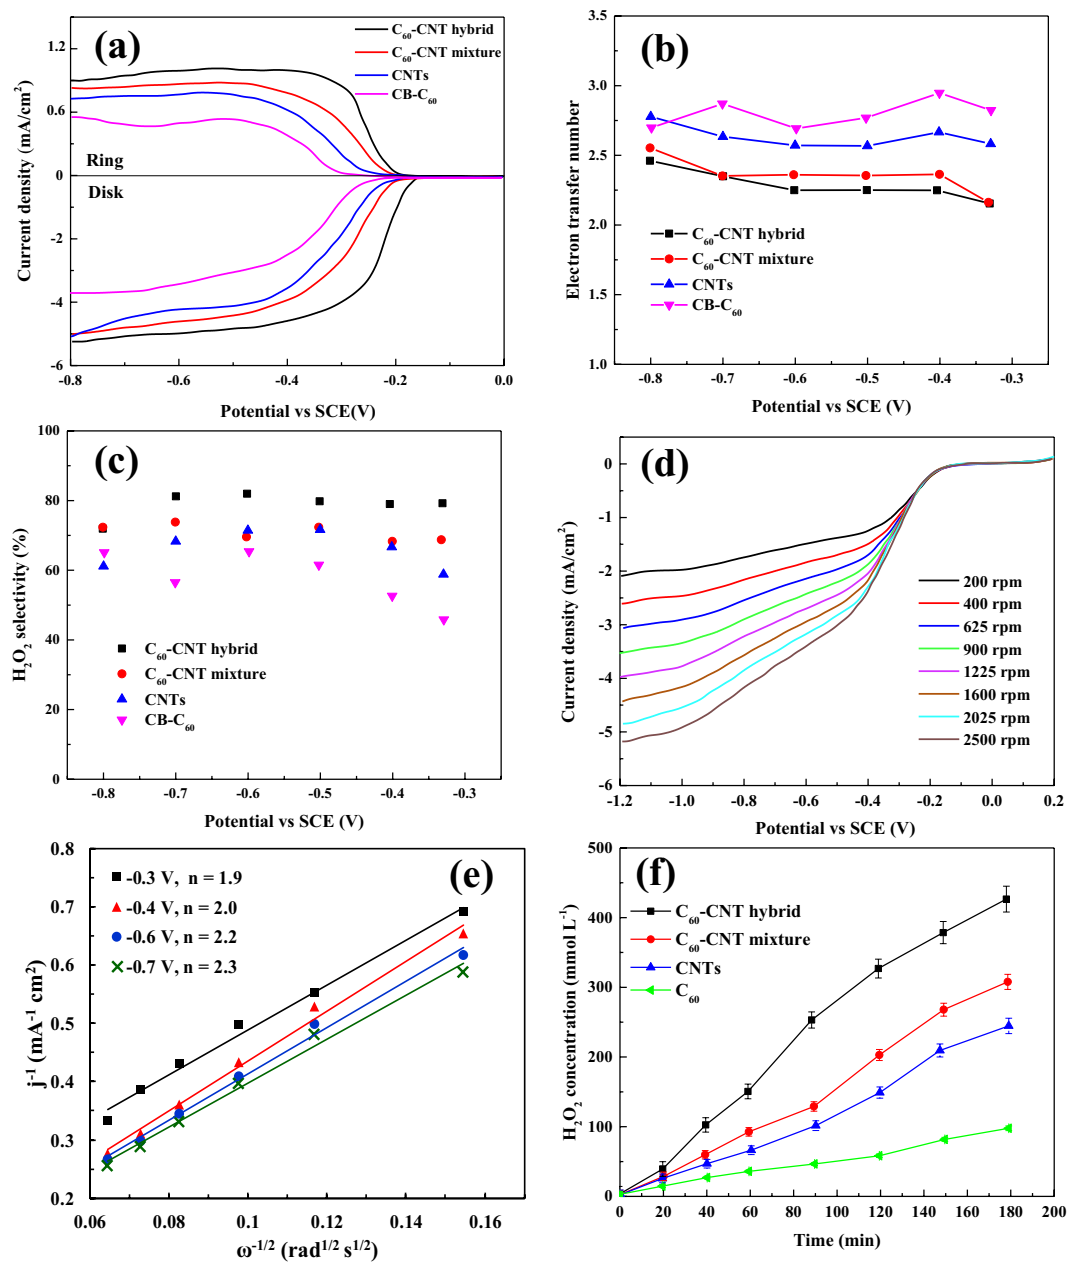 (a)
C₆₀-CNT hybrid
C₆₀-CNT mixture
CNTs
CB-C₆₀
1.2
0.6
0
-2
-4
-6
Ring
Disk
Current density (mA/cm²)
-0.8
-0.6
-0.4
-0.2
0.0
Potential vs SCE(V)
(b)
3.5
3.0
2.5
2.0
1.5
1.0
Electron transfer number
C₆₀-CNT hybrid
C₆₀-CNT mixture
CNTs
CB-C₆₀
-0.8
-0.7
-0.6
-0.5
-0.4
-0.3
Potential vs SCE (V)
(c)
100
80
60
40
20
0
H₂O₂ selectivity(%)
C₆₀-CNT hybrid
C₆₀-CNT mixture
CNTs
CB-C₆₀
-0.8
-0.7
-0.6
-0.5
-0.4
-0.3
Potential vs SCE (V)
(d)
0
-1
-2
-3
-4
-5
-6
Current density (mA/cm²)
200 rpm
400 rpm
625 rpm
900 rpm
1225 rpm
1600 rpm
2025 rpm
2500 rpm
-1.2
-1.0
-0.8
-0.6
-0.4
-0.2
0.0
0.2
Potential vs SCE (V)
(e)
0.8
0.7
0.6
0.5
0.4
0.3
0.2
j⁻¹ (mA⁻¹ cm²)
-0.3 V, n = 1.9
-0.4 V, n = 2.0
-0.6 V, n = 2.2
-0.7 V, n = 2.3
0.06
0.08
0.1
0.12
0.14
0.16
ω⁻¹ᐟ² (rad¹ᐟ² s¹ᐟ²)
(f)
500
400
300
200
100
0
H₂O₂ concentration (mmol L⁻¹)
C₆₀-CNT hybrid
C₆₀-CNT mixture
CNTs
C₆₀
0
20
40
60
80
100
120
140
160
180
200
Time (min)